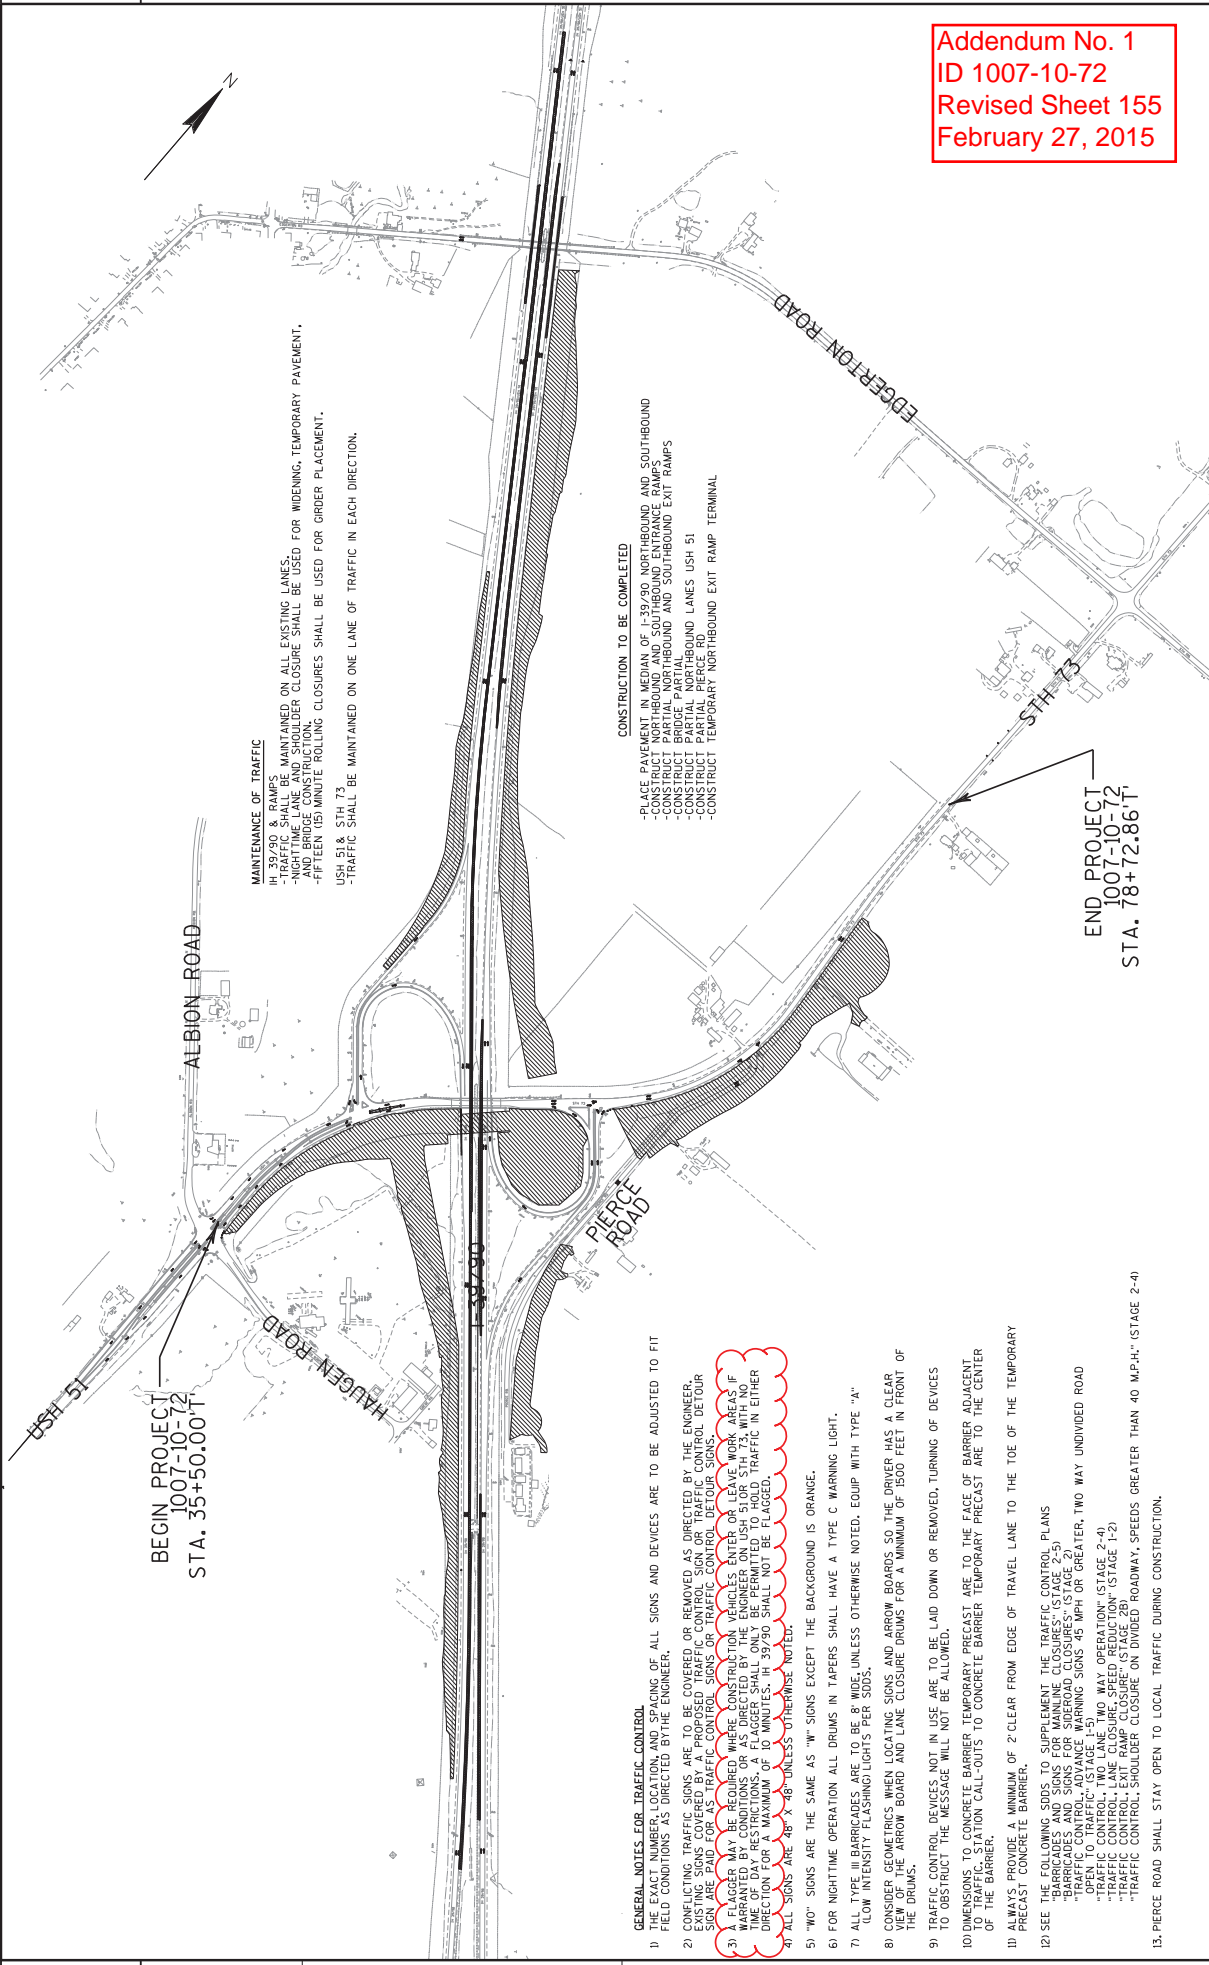 Addendum No. 1
ID 1007-10-72
Revised Sheet 155
February 27, 2015
N
MAINTENANCE OF TRAFFIC
IH 39/90 & RAMPS
-TRAFFIC SHALL BE MAINTAINED ON ALL EXISTING LANES.
-NIGHTTIME LANE AND SHOULDER CLOSURE SHALL BE USED FOR WIDENING, TEMPORARY PAVEMENT,
AND BRIDGE CONSTRUCTION.
-FIFTEEN (15) MINUTE ROLLING CLOSURES SHALL BE USED FOR GIRDER PLACEMENT.
USH 51 & STH 73
-TRAFFIC SHALL BE MAINTAINED ON ONE LANE OF TRAFFIC IN EACH DIRECTION.
CONSTRUCTION TO BE COMPLETED
-PLACE PAVEMENT IN MEDIAN OF I-39/90 NORTHBOUND AND SOUTHBOUND
-CONSTRUCT NORTHBOUND AND SOUTHBOUND ENTRANCE RAMPS
-CONSTRUCT PARTIAL NORTHBOUND AND SOUTHBOUND EXIT RAMPS
-CONSTRUCT BRIDGE PARTIAL
-CONSTRUCT PARTIAL NORTHBOUND LANES USH 51
-CONSTRUCT PARTIAL PIERCE RD
-CONSTRUCT TEMPORARY NORTHBOUND EXIT RAMP TERMINAL
EDGERTON ROAD
STH 73
END PROJECT
1007-10-72
STA. 78+72.86'T'
ALBION ROAD
PIERCE
ROAD
I-39/90
HAUGEN ROAD
USH 51
BEGIN PROJECT
1007-10-72
STA. 35+50.00'T'
GENERAL NOTES FOR TRAFFIC CONTROL
1) THE EXACT NUMBER, LOCATION, AND SPACING OF ALL SIGNS AND DEVICES ARE TO BE ADJUSTED TO FIT
FIELD CONDITIONS AS DIRECTED BY THE ENGINEER.
2) CONFLICTING TRAFFIC SIGNS ARE TO BE COVERED OR REMOVED AS DIRECTED BY THE ENGINEER.
EXISTING SIGNS COVERED BY A PROPOSED TRAFFIC CONTROL SIGN OR TRAFFIC CONTROL DETOUR
SIGN ARE PAID FOR AS TRAFFIC CONTROL SIGNS OR TRAFFIC CONTROL DETOUR SIGNS.
3) A FLAGGER MAY BE REQUIRED WHERE CONSTRUCTION VEHICLES ENTER OR LEAVE WORK AREAS IF
WARRANTED BY CONDITIONS OR AS DIRECTED BY THE ENGINEER ON USH 51 OR STH 73, WITH NO
TIME OF DAY RESTRICTIONS. A FLAGGER SHALL ONLY BE PERMITTED TO HOLD TRAFFIC IN EITHER
DIRECTION FOR A MAXIMUM OF 10 MINUTES. IH 39/90 SHALL NOT BE FLAGGED.
4) ALL SIGNS ARE 48" X 48" UNLESS OTHERWISE NOTED.
5) "WO" SIGNS ARE THE SAME AS "W" SIGNS EXCEPT THE BACKGROUND IS ORANGE.
6) FOR NIGHTTIME OPERATION ALL DRUMS IN TAPERS SHALL HAVE A TYPE C WARNING LIGHT.
7) ALL TYPE III BARRICADES ARE TO BE 8' WIDE, UNLESS OTHERWISE NOTED. EQUIP WITH TYPE "A"
(LOW INTENSITY FLASHING) LIGHTS PER SDDS.
8) CONSIDER GEOMETRICS WHEN LOCATING SIGNS AND ARROW BOARDS SO THE DRIVER HAS A CLEAR
VIEW OF THE ARROW BOARD AND LANE CLOSURE DRUMS FOR A MINIMUM OF 1500 FEET IN FRONT OF
THE DRUMS.
9) TRAFFIC CONTROL DEVICES NOT IN USE ARE TO BE LAID DOWN OR REMOVED. TURNING OF DEVICES
TO OBSTRUCT THE MESSAGE WILL NOT BE ALLOWED.
10) DIMENSIONS TO CONCRETE BARRIER TEMPORARY PRECAST ARE TO THE FACE OF BARRIER ADJACENT
TO TRAFFIC. STATION CALL-OUTS TO CONCRETE BARRIER TEMPORARY PRECAST ARE TO THE CENTER
OF THE BARRIER.
11) ALWAYS PROVIDE A MINIMUM OF 2' CLEAR FROM EDGE OF TRAVEL LANE TO THE TOE OF THE TEMPORARY
PRECAST CONCRETE BARRIER.
12) SEE THE FOLLOWING SDDS TO SUPPLEMENT THE TRAFFIC CONTROL PLANS
"BARRICADES AND SIGNS FOR MAINLINE CLOSURES" (STAGE 2-5)
"BARRICADES AND SIGNS FOR SIDEROAD CLOSURES" (STAGE 2)
"TRAFFIC CONTROL, ADVANCE WARNING SIGNS 45 MPH OR GREATER, TWO WAY UNDIVIDED ROAD
OPEN TO TRAFFIC" (STAGE 1-5)
"TRAFFIC CONTROL, TWO LANE TWO WAY OPERATION" (STAGE 2-4)
"TRAFFIC CONTROL, LANE CLOSURE, SPEED REDUCTION" (STAGE 1-2)
"TRAFFIC CONTROL, EXIT RAMP CLOSURE" (STAGE 2B)
"TRAFFIC CONTROL, SHOULDER CLOSURE ON DIVIDED ROADWAY, SPEEDS GREATER THAN 40 M.P.H." (STAGE 2-4)
13. PIERCE ROAD SHALL STAY OPEN TO LOCAL TRAFFIC DURING CONSTRUCTION.